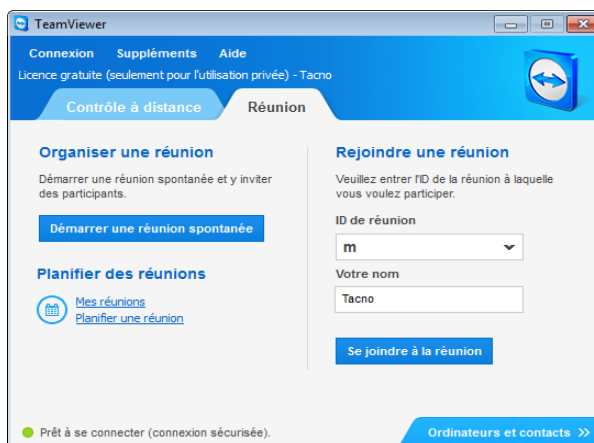 TeamViewer
Connexion Suppléments Aide
Licence gratuite (seulement pour l'utilisation privée) - Tacno
Contrôle à distance Réunion
Organiser une réunion
Démarrer une réunion spontanée et y inviter
des participants.
Démarrer une réunion spontanée
Planifier des réunions
Mes réunions
Planifier une réunion
Rejoindre une réunion
Veuillez entrer l'ID de la réunion à laquelle
vous voulez participer.
ID de réunion
m
Votre nom
Tacno
Se joindre à la réunion
Prêt à se connecter (connexion sécurisée).
Ordinateurs et contacts >>